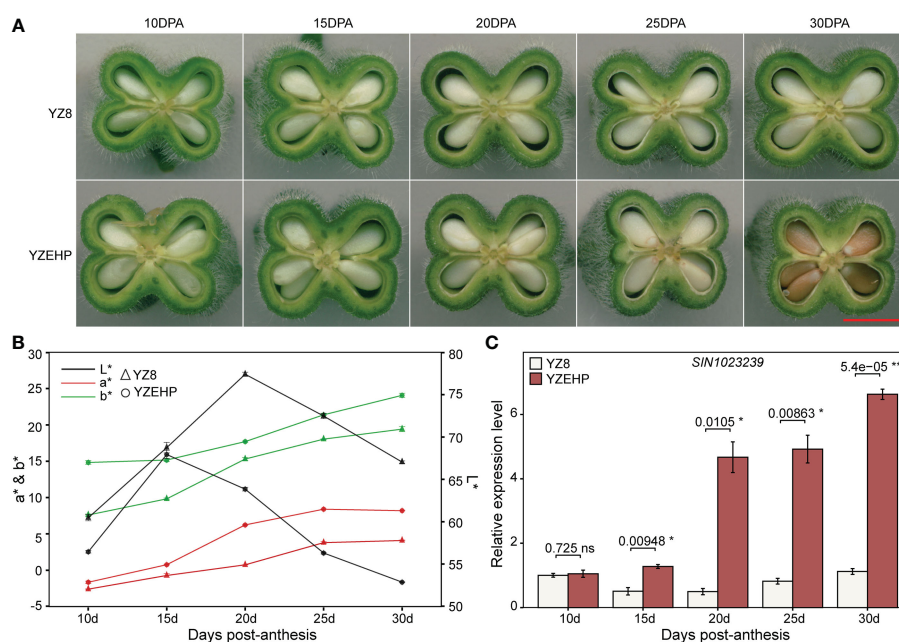 A
10DPA 15DPA 20DPA 25DPA 30DPA
YZ8
YZEHP
B
30
25
20
15
10
5
0
-5
a* & b*
L*
a*
b*
YZ8
YZEHP
80
75
70
65
60
55
50
L*
10d 15d 20d 25d 30d
Days post-anthesis
C
SIN1023239
YZ8
YZEHP
Relative expression level
6
4
2
0
0.725 ns
0.00948 *
0.0105 *
0.00863 *
5.4e−05 **
10d 15d 20d 25d 30d
Days post-anthesis